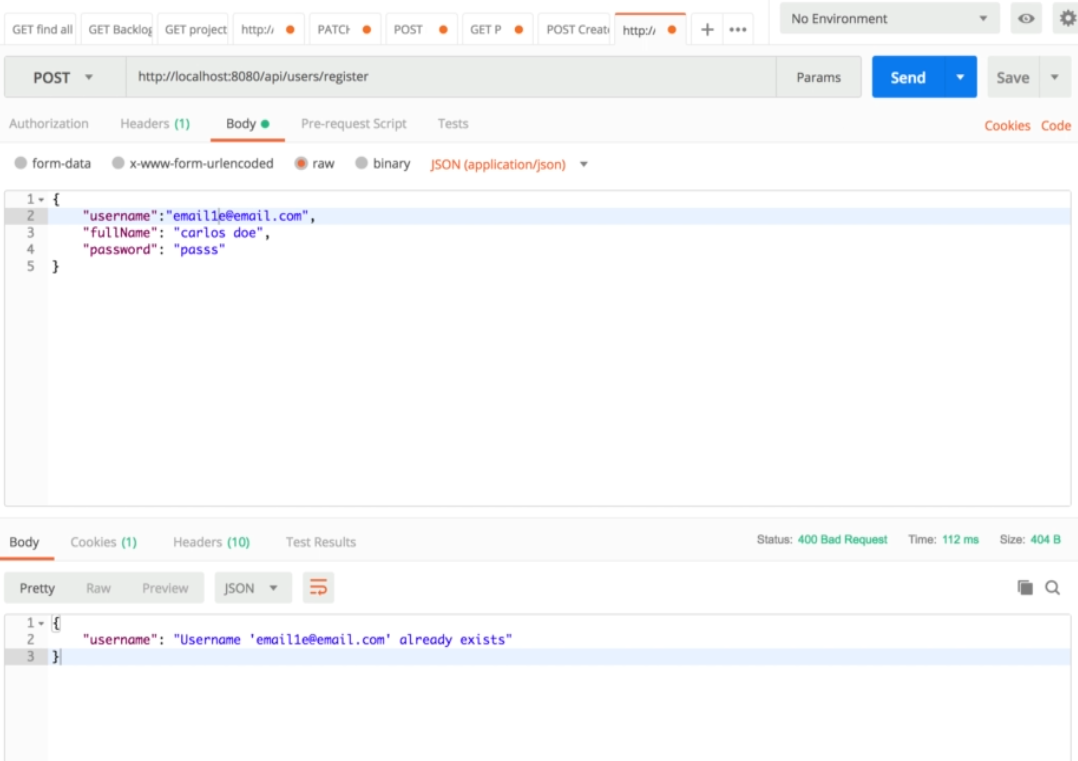 GET find all GET Backlog GET project http:// PATCH POST GET P POST Creat http:// + ••• No Environment
POST http://localhost:8080/api/users/register Params Send Save
Authorization Headers (1) Body Pre-request Script Tests Cookies Code
form-data x-www-form-urlencoded raw binary JSON (application/json)
1 {
2 "username":"email1e@email.com",
3 "fullName": "carlos doe",
4 "password": "passs"
5 }
Body Cookies (1) Headers (10) Test Results Status: 400 Bad Request Time: 112 ms Size: 404 B
Pretty Raw Preview JSON
1 {
2 "username": "Username 'email1e@email.com' already exists"
3 }